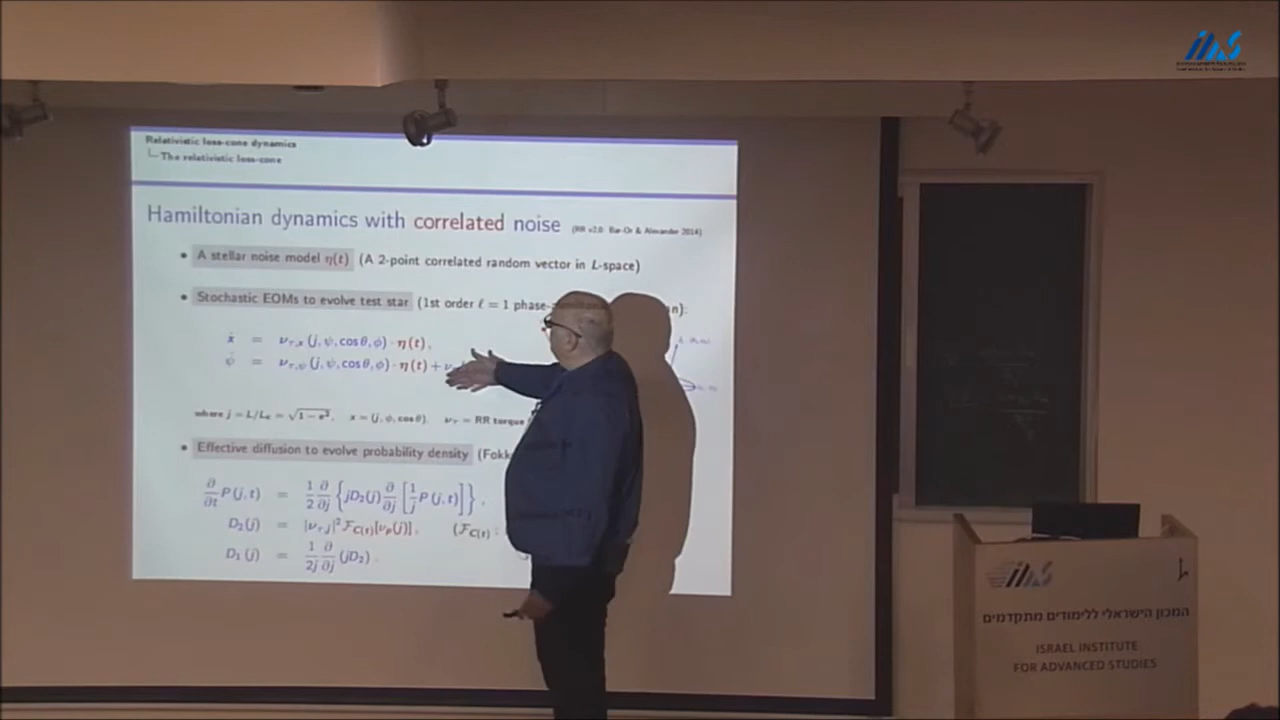 Relativistic loss-cone dynamics
The relativistic loss-cone
Hamiltonian dynamics with correlated noise (RR v2.0: Bar-Or & Alexander 2014)
• A stellar noise model η(t) (A 2-point correlated random vector in L-space)
• Stochastic EOMs to evolve test star (1st order ℓ = 1 phase-
n):
ẋ = ν_{τ,x}(j, ψ, cos θ, ϕ) · η(t),
ψ̇ = ν_{τ,ψ}(j, ψ, cos θ, ϕ) · η(t) +
where j = L/L_c = √(1 − e²), x = (j, ϕ, cos θ). ν_τ = RR torque
• Effective diffusion to evolve probability density (Fokk
∂/∂t P(j, t) = 1/2 ∂/∂j { jD₂(j) ∂/∂j [ 1/j P(j, t) ] },
D₂(j) = |ν_{τ,j}|² F_{C(t)}[ν_p(j)], (F_{C(t)} :
D₁(j) = 1/2j ∂/∂j (jD₂).
ias
המכון הישראלי ללימודים מתקדמים
ISRAEL INSTITUTE
FOR ADVANCED STUDIES